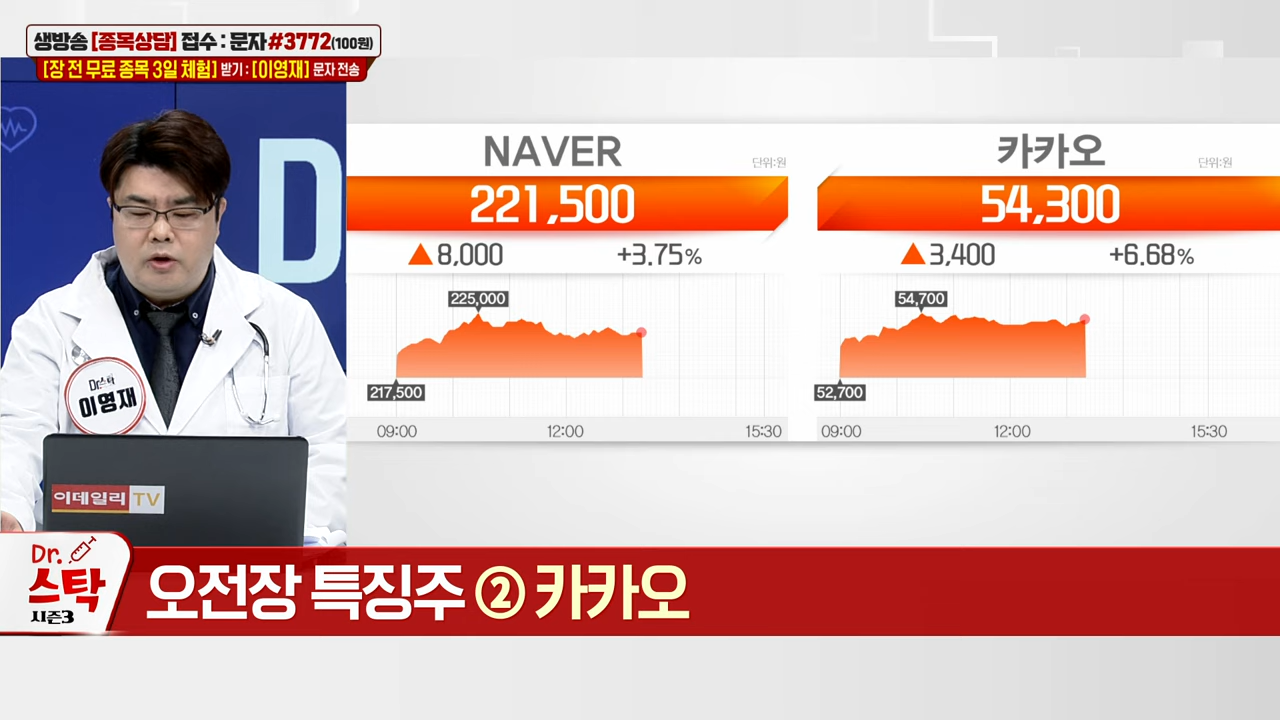 생방송 [종목상담] 접수 : 문자#3772(100원)
[장 전 무료 종목 3일 체험] 받기 : [이영재] 문자 전송
D
NAVER
단위:원
221,500
▲8,000 +3.75%
225,000
217,500
09:00 12:00 15:30
카카오
단위:원
54,300
▲3,400 +6.68%
54,700
52,700
09:00 12:00 15:30
Dr.스탁
이영재
이데일리 TV
Dr.
스탁
시즌3
오전장 특징주 ② 카카오